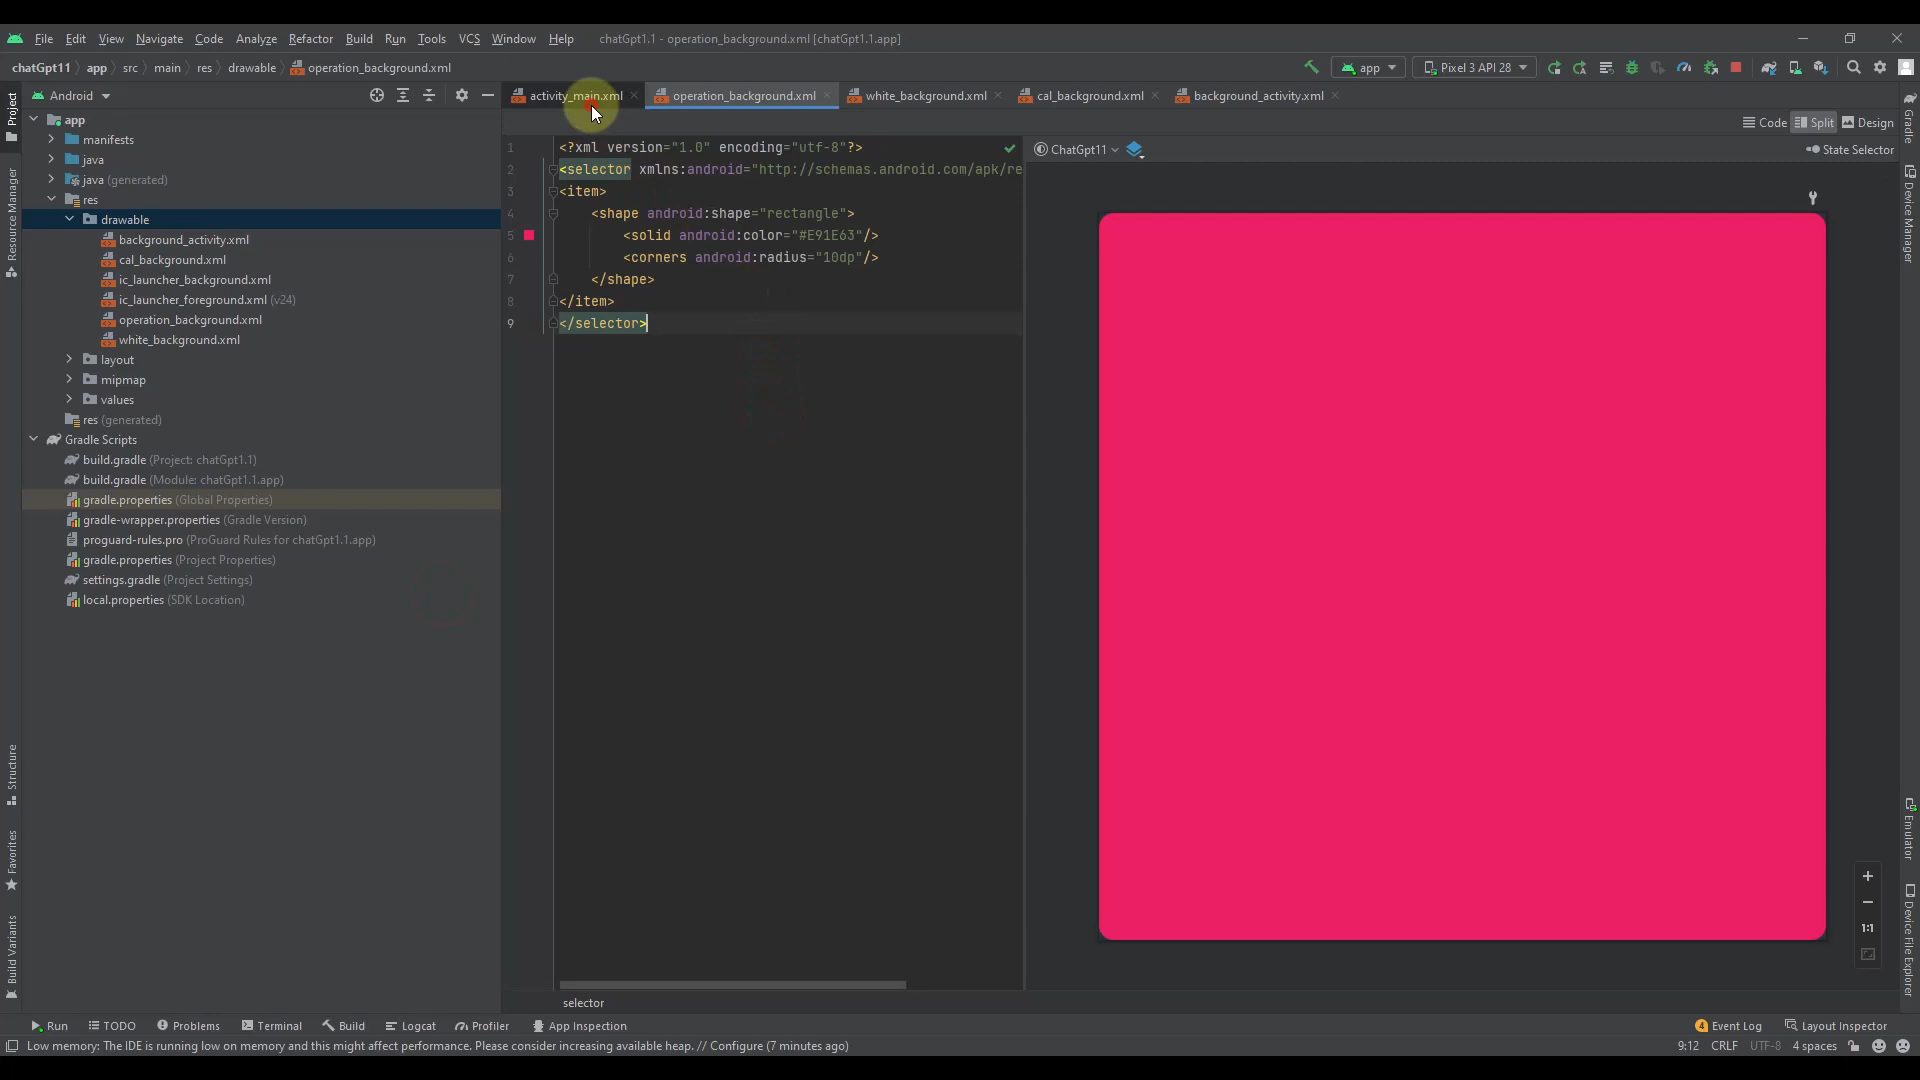 File Edit View Navigate Code Analyze Refactor Build Run Tools VCS Window Help chatGpt1.1 - operation_background.xml [chatGpt1.1.app]
chatGpt11 app src main res drawable operation_background.xml
app Pixel 3 API 28
Android
activity_main.xml operation_background.xml white_background.xml cal_background.xml background_activity.xml
Code Split Design
ChatGpt11 State Selector
Project
Resource Manager
Structure
Favorites
Build Variants
app
manifests
java
java (generated)
res
drawable
background_activity.xml
cal_background.xml
ic_launcher_background.xml
ic_launcher_foreground.xml (v24)
operation_background.xml
white_background.xml
layout
mipmap
values
res (generated)
Gradle Scripts
build.gradle (Project: chatGpt1.1)
build.gradle (Module: chatGpt1.1.app)
gradle.properties (Global Properties)
gradle-wrapper.properties (Gradle Version)
proguard-rules.pro (ProGuard Rules for chatGpt1.1.app)
gradle.properties (Project Properties)
settings.gradle (Project Settings)
local.properties (SDK Location)
1 <?xml version="1.0" encoding="utf-8"?>
2 <selector xmlns:android="http://schemas.android.com/apk/re
3 <item>
4 <shape android:shape="rectangle">
5 <solid android:color="#E91E63"/>
6 <corners android:radius="10dp"/>
7 </shape>
8 </item>
9 </selector>
selector
1:1
Gradle
Device Manager
Emulator
Device File Explorer
Run TODO Problems Terminal Build Logcat Profiler App Inspection 4 Event Log Layout Inspector
Low memory: The IDE is running low on memory and this might affect performance. Please consider increasing available heap. // Configure (7 minutes ago) 9:12 CRLF UTF-8 4 spaces